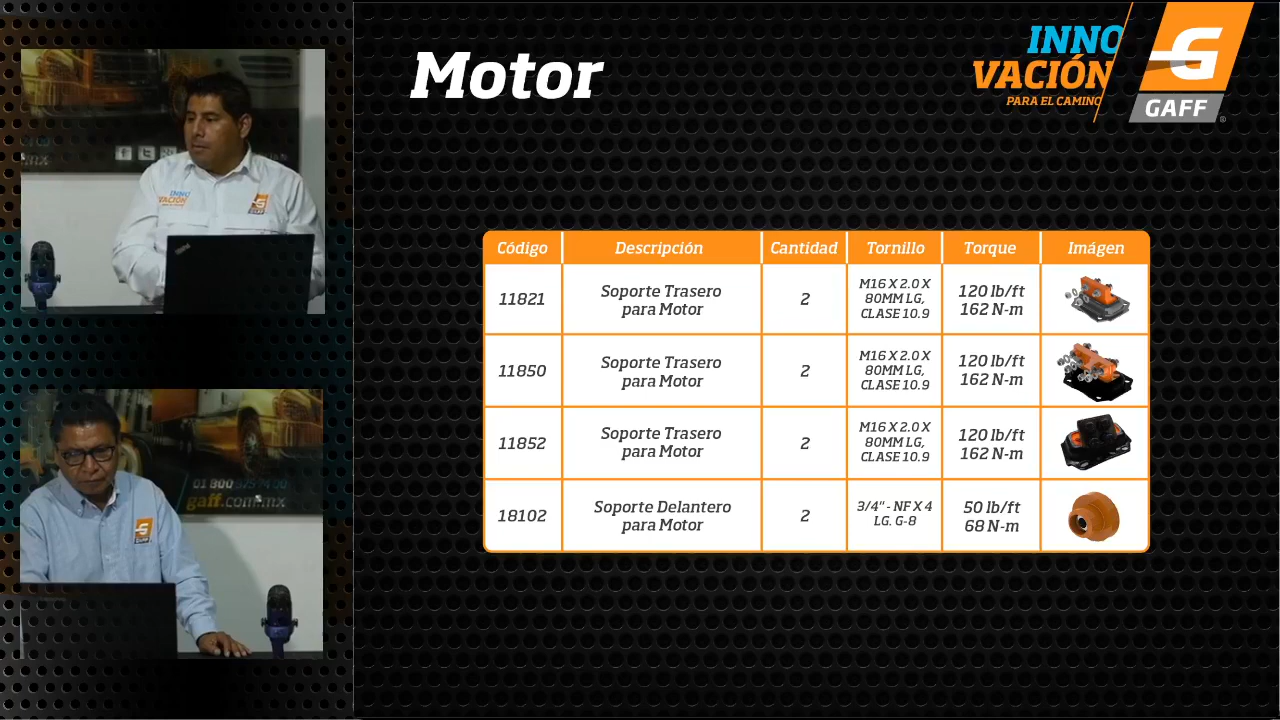 Motor
INNO
VACIÓN
PARA EL CAMINO
G
GAFF
®
Código Descripción Cantidad Tornillo Torque Imágen
11821
Soporte Trasero
para Motor
2
M16 X 2.0 X
80MM LG,
CLASE 10.9
120 lb/ft
162 N-m
11850
Soporte Trasero
para Motor
2
M16 X 2.0 X
80MM LG,
CLASE 10.9
120 lb/ft
162 N-m
11852
Soporte Trasero
para Motor
2
M16 X 2.0 X
80MM LG,
CLASE 10.9
120 lb/ft
162 N-m
18102
Soporte Delantero
para Motor
2
3/4" - NF X 4
LG. G-8
50 lb/ft
68 N-m
INNO
VACIÓN
01 800
gaff.com.mx